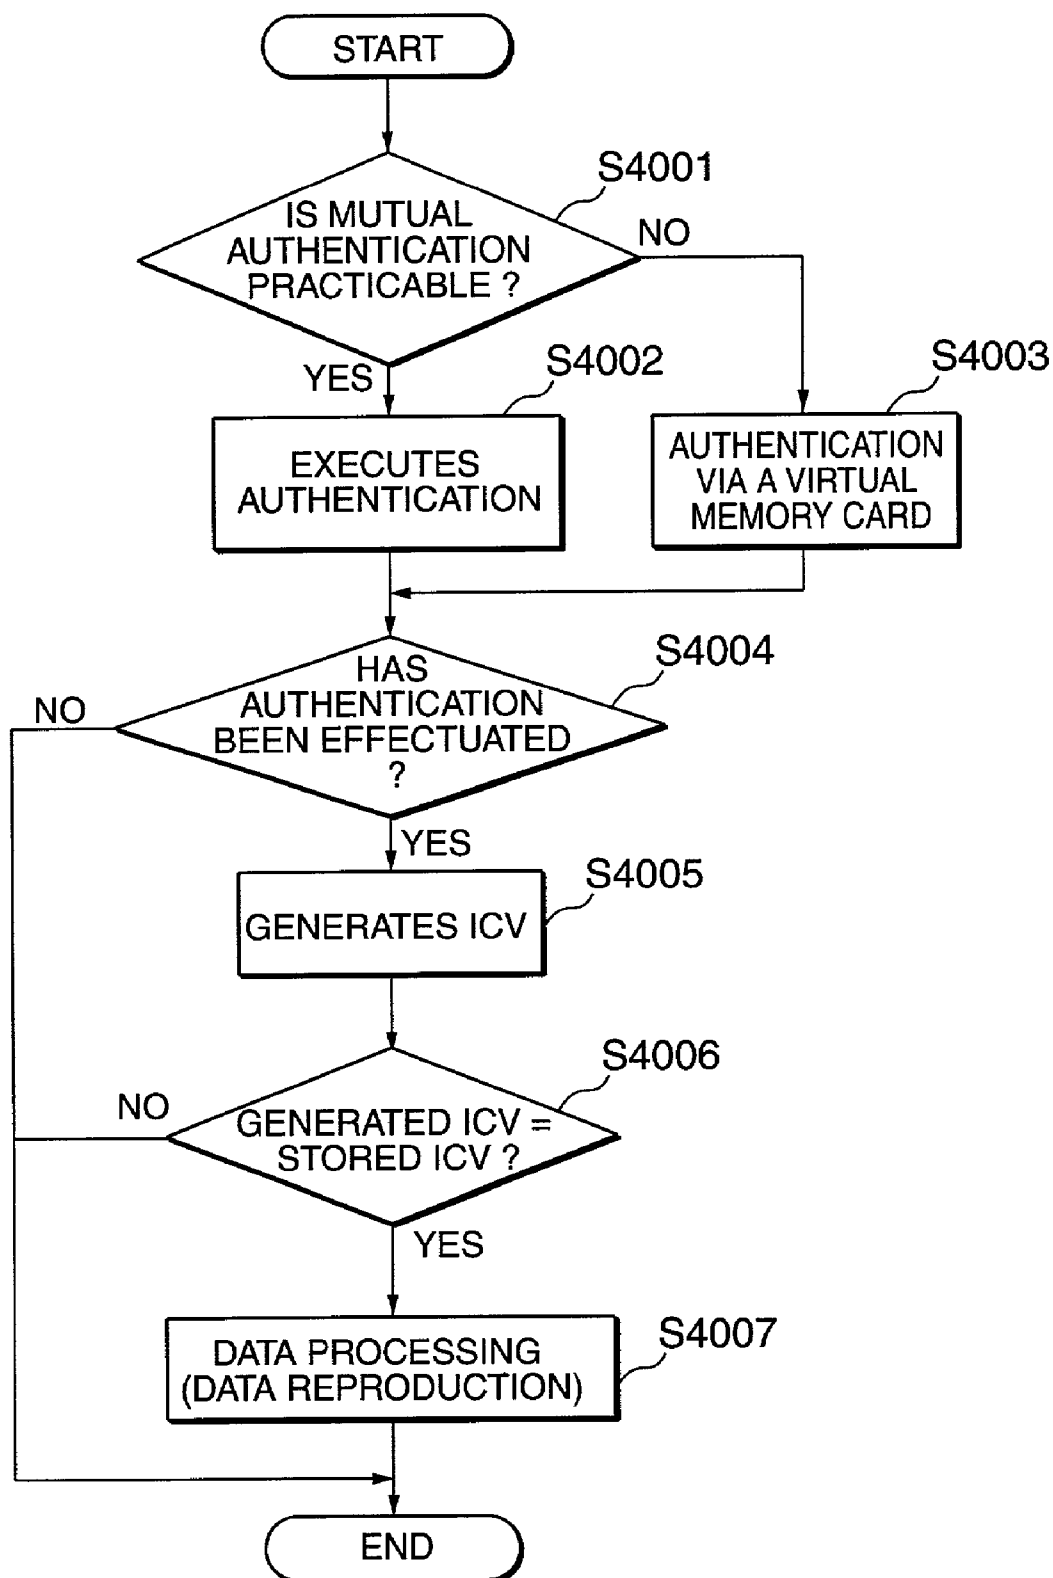 START
S4001
IS MUTUAL
AUTHENTICATION
PRACTICABLE ?
NO
YES
S4002
S4003
EXECUTES
AUTHENTICATION
AUTHENTICATION
VIA A VIRTUAL
MEMORY CARD
S4004
HAS
AUTHENTICATION
BEEN EFFECTUATED
?
NO
YES
S4005
GENERATES ICV
S4006
NO
GENERATED ICV =
STORED ICV ?
YES
S4007
DATA PROCESSING
(DATA REPRODUCTION)
END